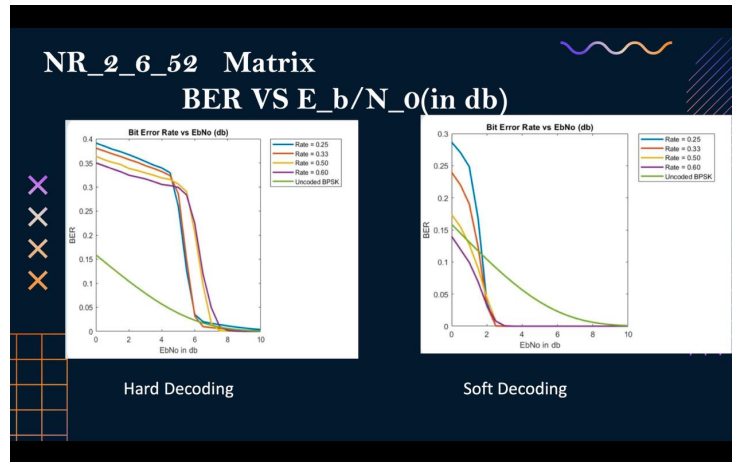 NR_2_6_52 Matrix
BER VS E_b/N_0(in db)
Bit Error Rate vs EbNo (db)
0.4
0.35
0.3
0.25
0.2
0.15
0.1
0.05
0
BER
0 2 4 6 8 10
EbNo in db
Rate = 0.25
Rate = 0.33
Rate = 0.50
Rate = 0.60
Uncoded BPSK
Hard Decoding
Bit Error Rate vs EbNo (db)
0.3
0.25
0.2
0.15
0.1
0.05
0
BER
0 2 4 6 8 10
EbNo in db
Rate = 0.25
Rate = 0.33
Rate = 0.50
Rate = 0.60
Uncoded BPSK
Soft Decoding